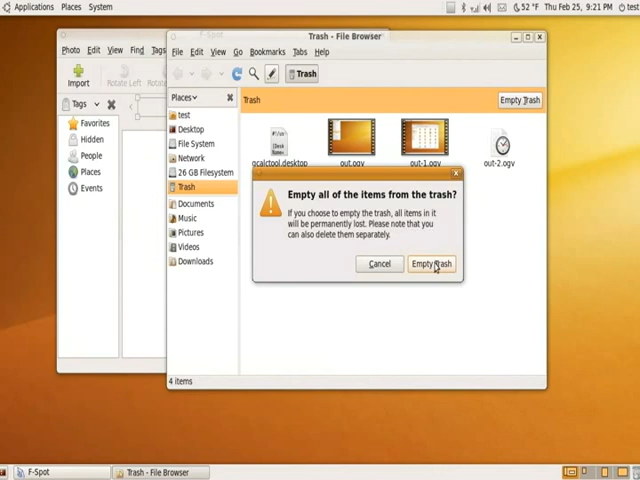 Applications Places System
52 °F Thu Feb 25, 9:21 PM test
F-Spot
Photo Edit View Find Tags
Import
Rotate Left
Tags
Favorites
Hidden
People
Places
Events
Trash - File Browser
File Edit View Go Bookmarks Tabs Help
Trash
Places
Trash
Empty Trash
test
Desktop
File System
Network
26 GB Filesystem
Trash
Documents
Music
Pictures
Videos
Downloads
gcalctool.desktop
out.ogv
out-1.ogv
out-2.ogv
Empty all of the items from the trash?
If you choose to empty the trash, all items in it
will be permanently lost. Please note that you
can also delete them separately.
Cancel
Empty Trash
4 items
F-Spot
Trash - File Browser